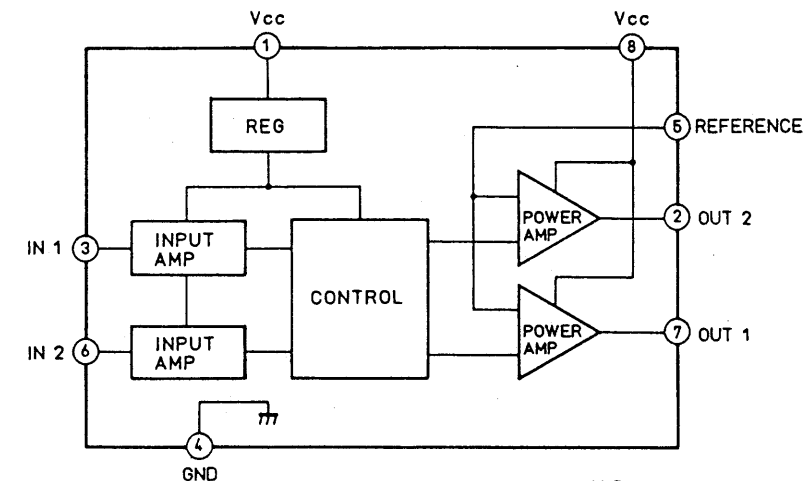 Vcc
Vcc
1
8
REG
5 REFERENCE
POWER
AMP
2 OUT 2
IN 1 3
INPUT
AMP
CONTROL
POWER
AMP
7 OUT 1
IN 2 6
INPUT
AMP
4
GND